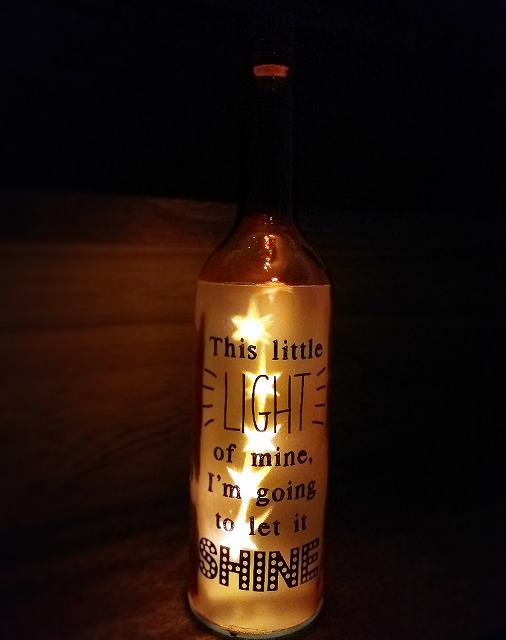 This little
LIGHT
of mine,
I'm going
to let it
SHINE